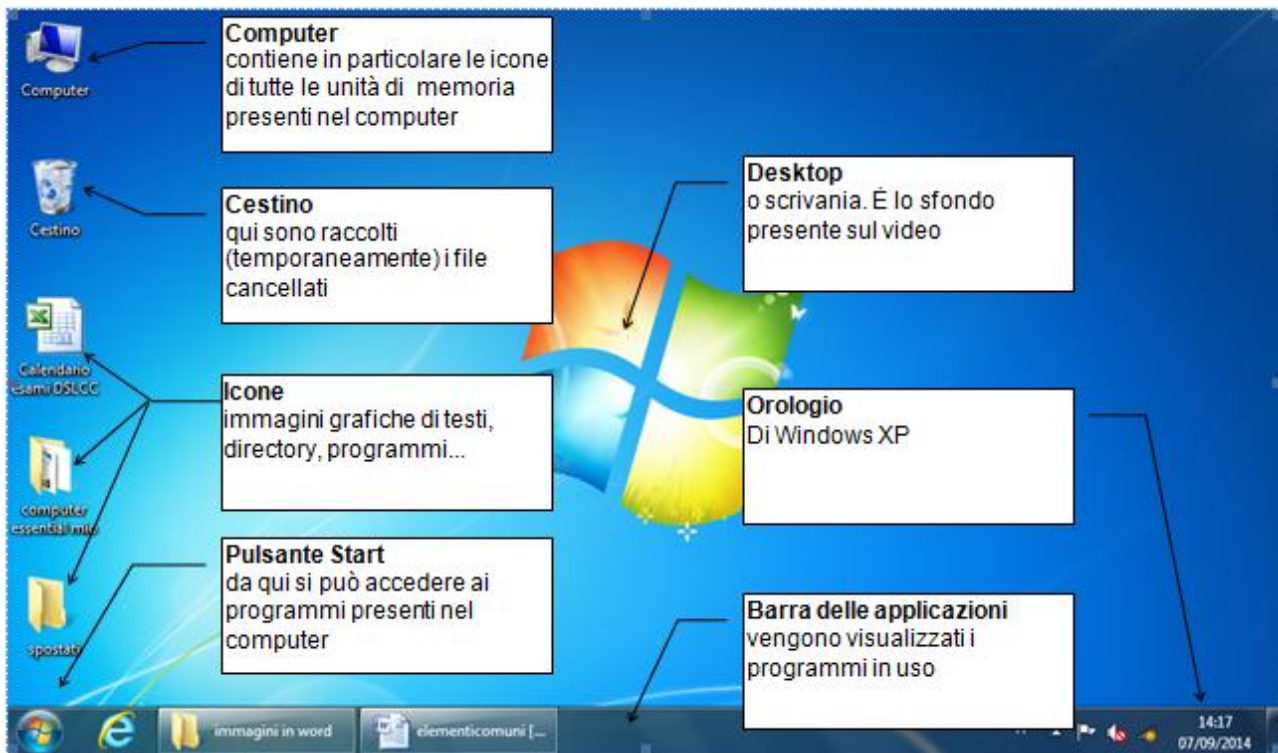 Computer
Computer
contiene in particolare le icone
di tutte le unità di memoria
presenti nel computer
Cestino
Cestino
qui sono raccolti
(temporaneamente) i file
cancellati
Desktop
o scrivania. È lo sfondo
presente sul video
Calendario
esami DSLCC
Icone
immagini grafiche di testi,
directory, programmi...
Orologio
Di Windows XP
computer
essential mio
Pulsante Start
da qui si può accedere ai
programmi presenti nel
computer
spostati
Barra delle applicazioni
vengono visualizzati i
programmi in uso
immagini in word
elementicomuni [...
14:17
07/09/2014